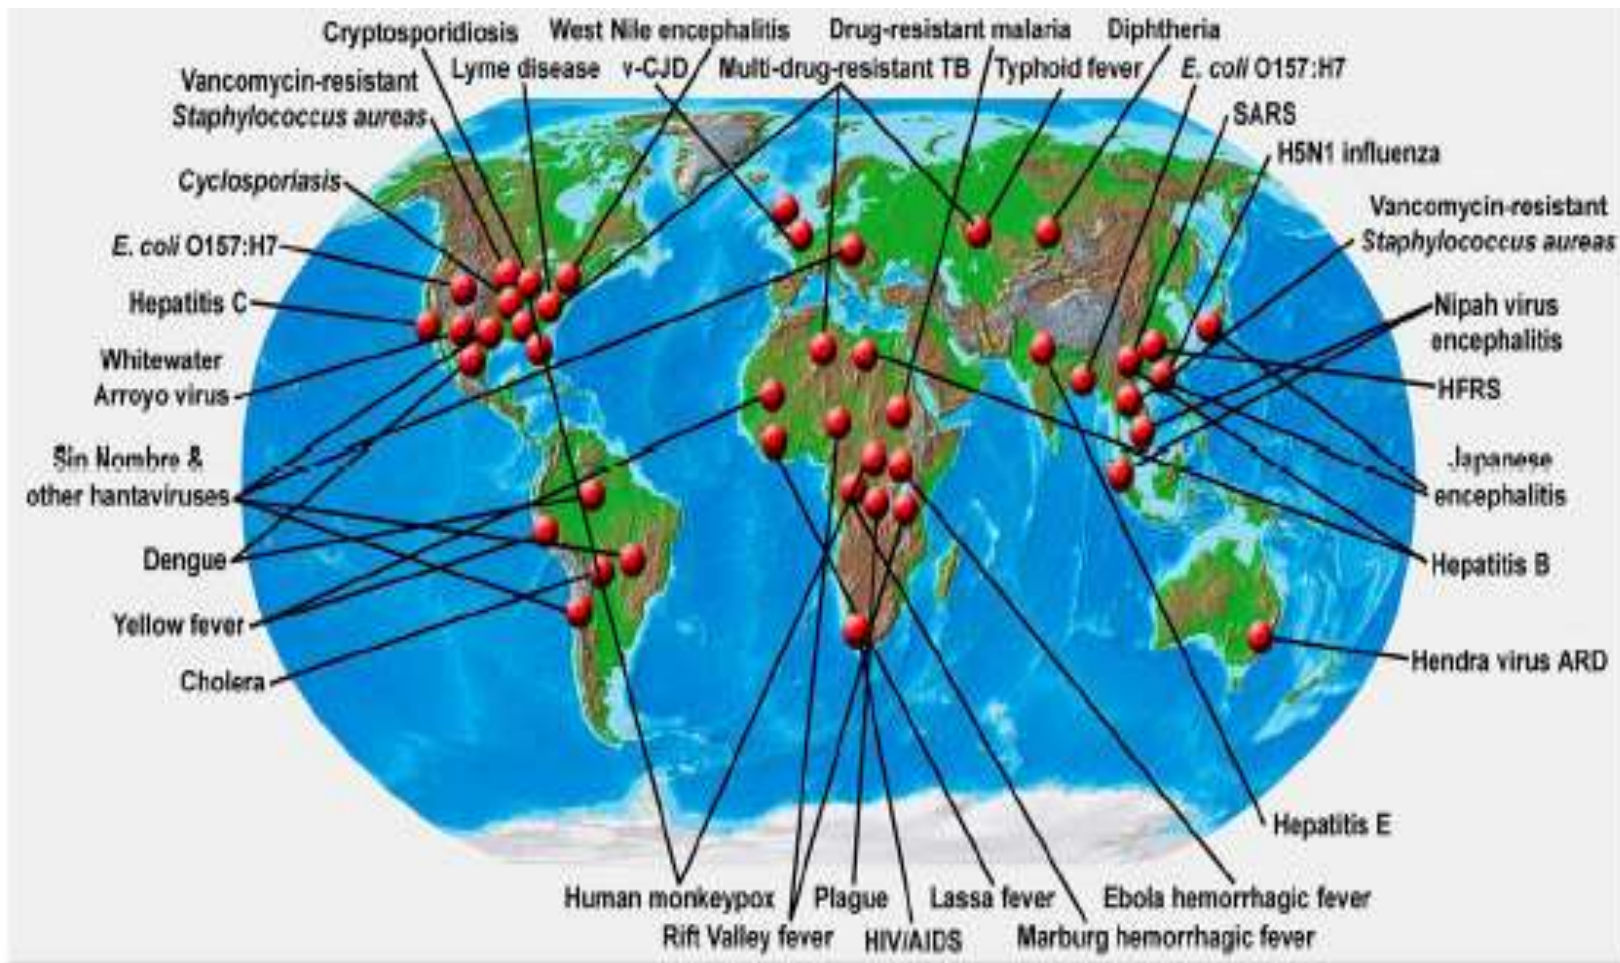 Cryptosporidiosis
West Nile encephalitis
Drug-resistant malaria
Diphtheria
Lyme disease
v-CJD
Multi-drug-resistant TB
Typhoid fever
E. coli O157:H7
Vancomycin-resistant
Staphylococcus aureas
SARS
H5N1 influenza
Cyclosporiasis
Vancomycin-resistant
Staphylococcus aureas
E. coli O157:H7
Hepatitis C
Nipah virus
encephalitis
Whitewater
Arroyo virus
HFRS
Sin Nombre &
other hantaviruses
Japanese
encephalitis
Dengue
Hepatitis B
Yellow fever
Hendra virus ARD
Cholera
Hepatitis E
Human monkeypox
Plague
Lassa fever
Ebola hemorrhagic fever
Rift Valley fever
HIV/AIDS
Marburg hemorrhagic fever